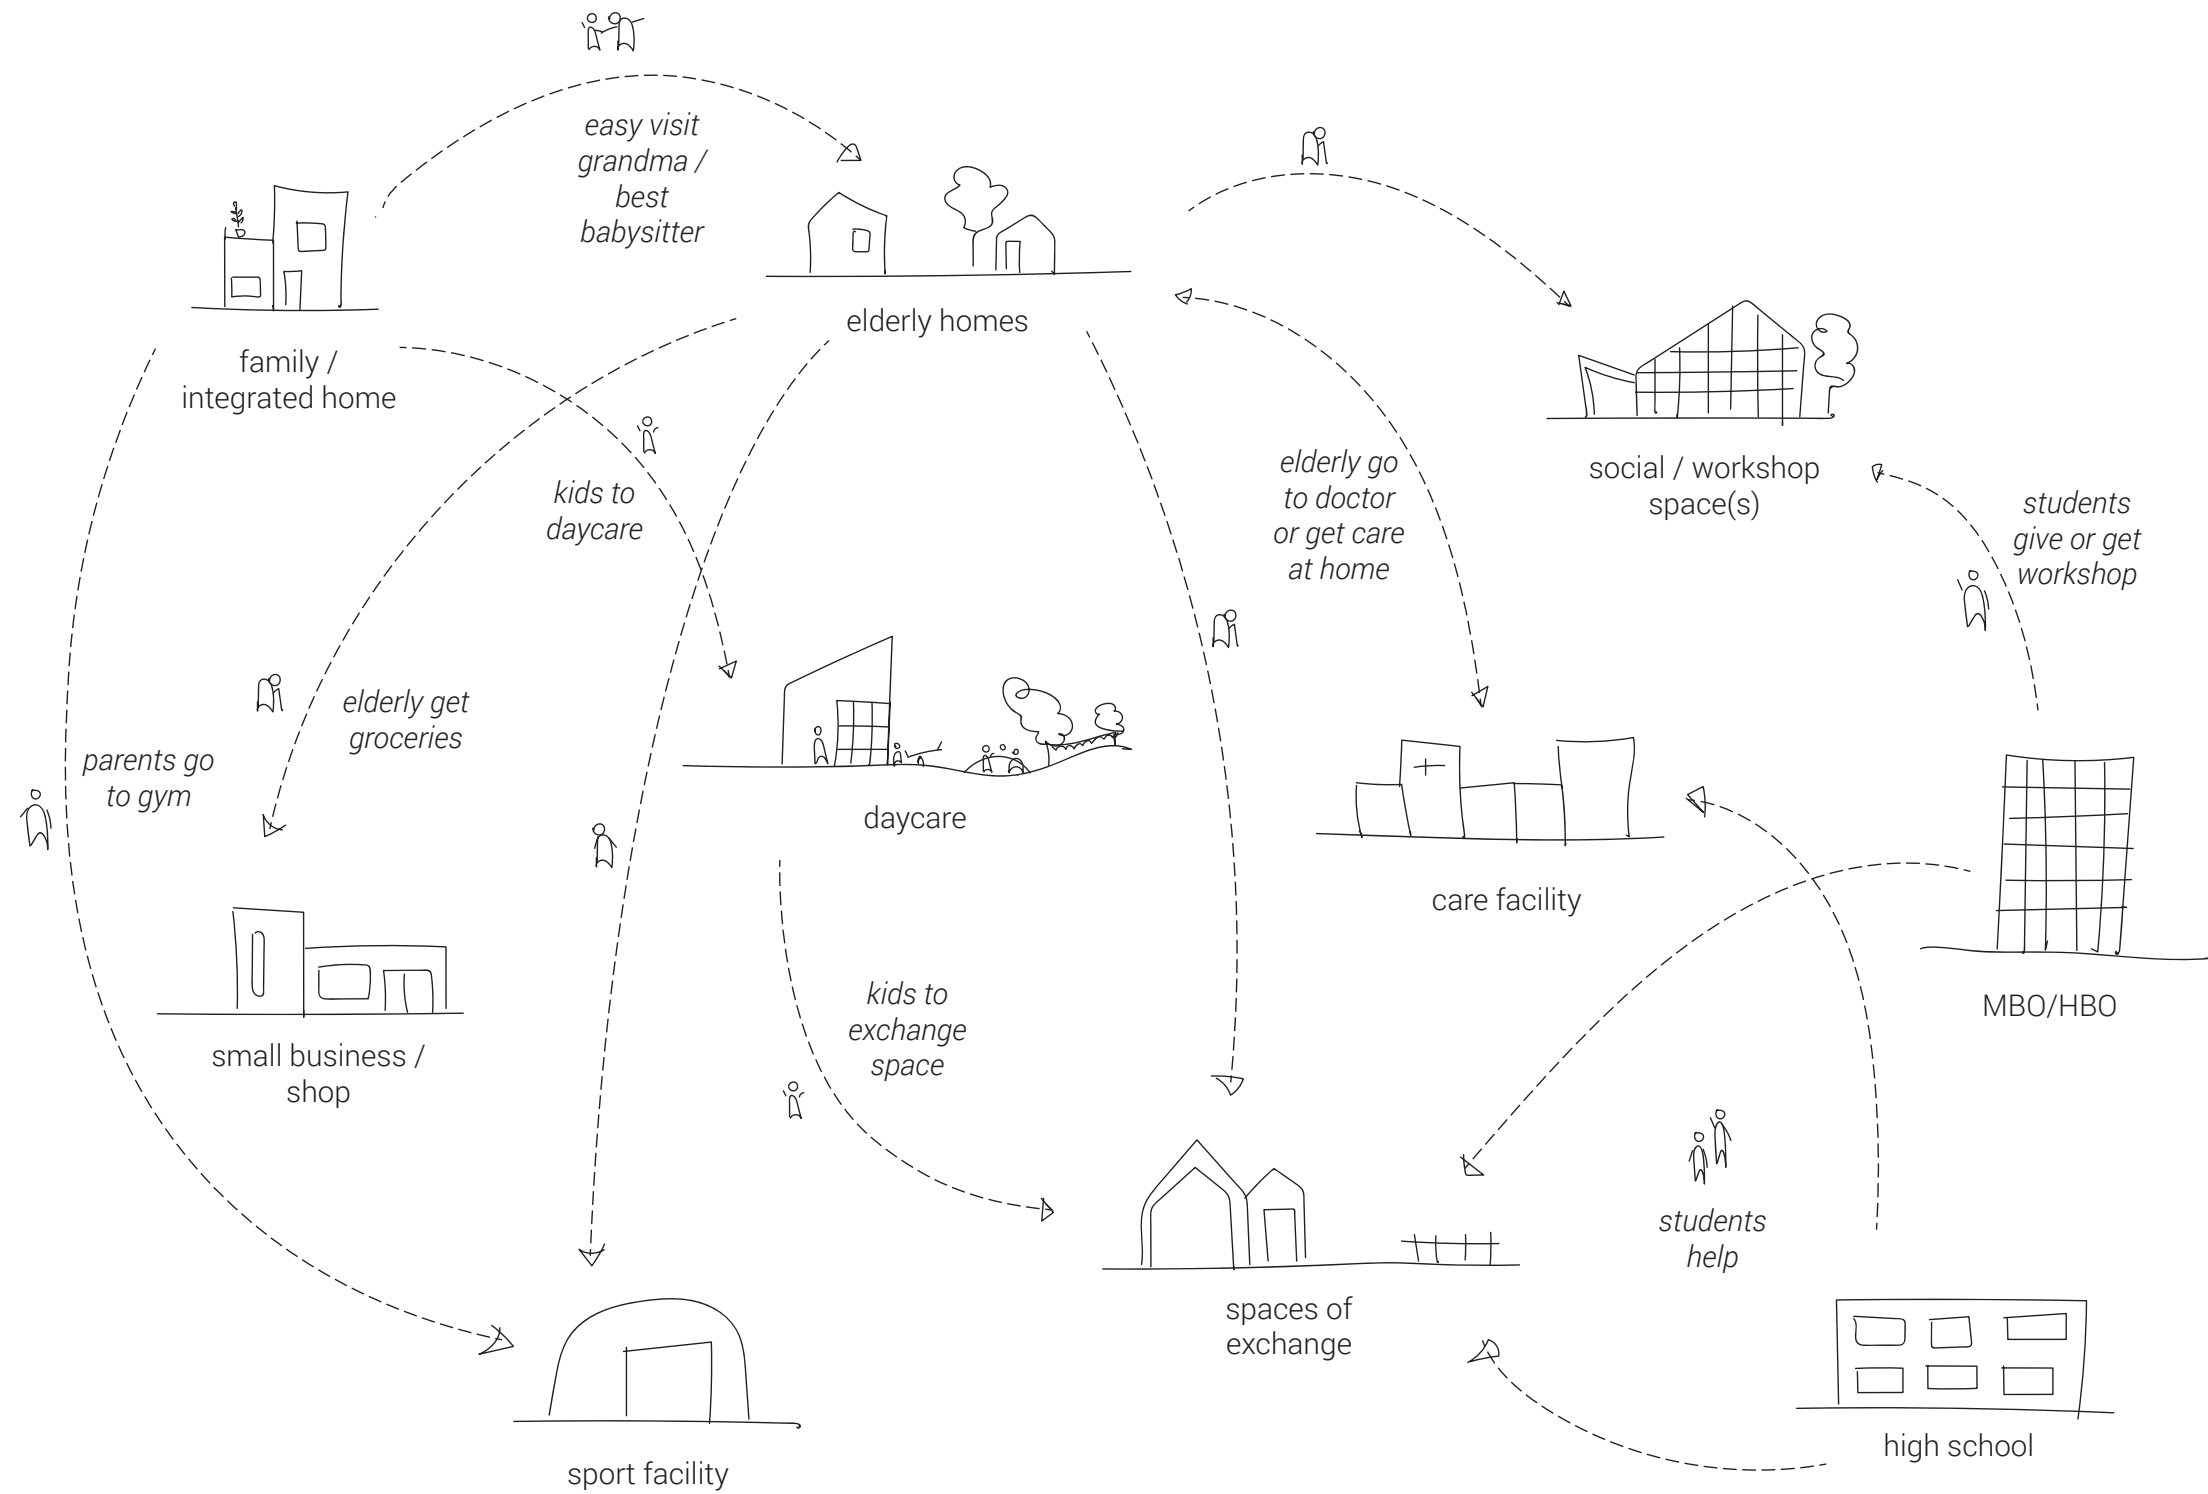 easy visit
grandma /
best
babysitter
elderly homes
family /
integrated home
social / workshop
space(s)
elderly go
to doctor
or get care
at home
kids to
daycare
students
give or get
workshop
elderly get
groceries
parents go
to gym
daycare
care facility
MBO/HBO
kids to
exchange
space
small business /
shop
students
help
spaces of
exchange
high school
sport facility